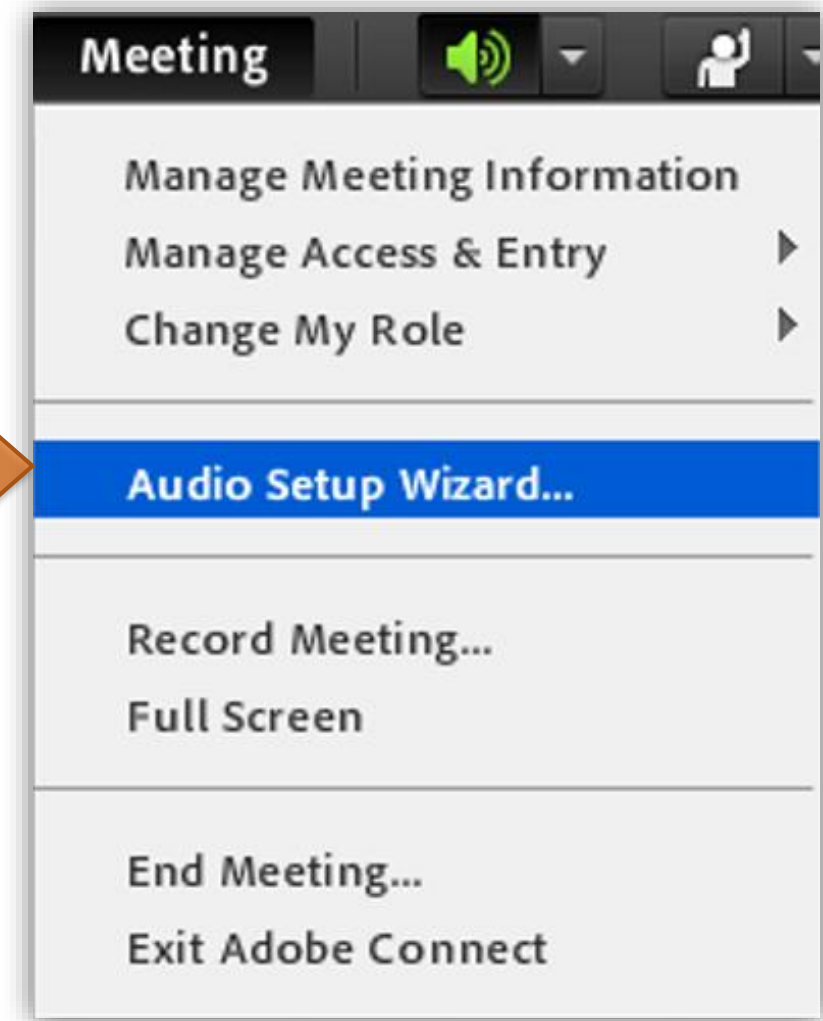 Meeting
Manage Meeting Information
Manage Access & Entry
Change My Role
Audio Setup Wizard...
Record Meeting...
Full Screen
End Meeting...
Exit Adobe Connect